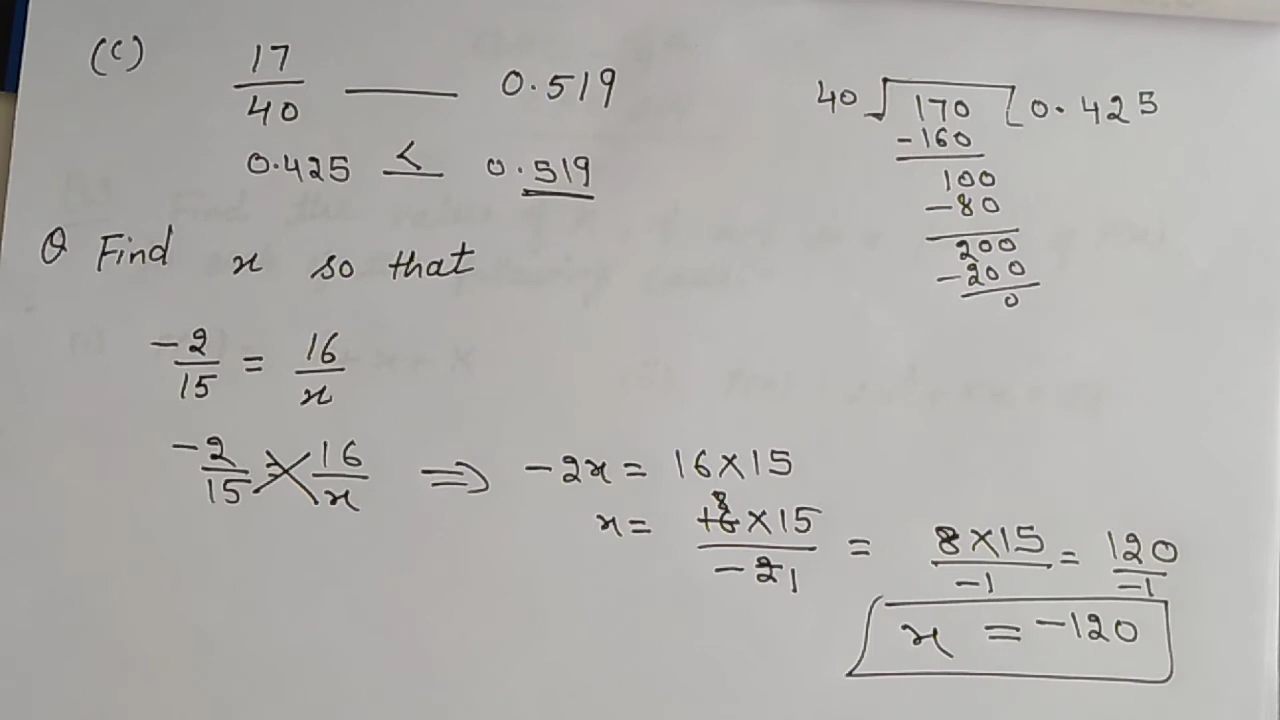 (C) 17/40 ____ 0.519
0.425 < 0.519
40 ) 170 ( 0.425
-160
100
-80
200
-200
0
Q Find x so that
-2/15 = 16/x
-2/15 = 16/x ⇒ -2x = 16×15
x = 16 8 ×15/-2 1 = 8×15/-1 = 120/-1
x = -120